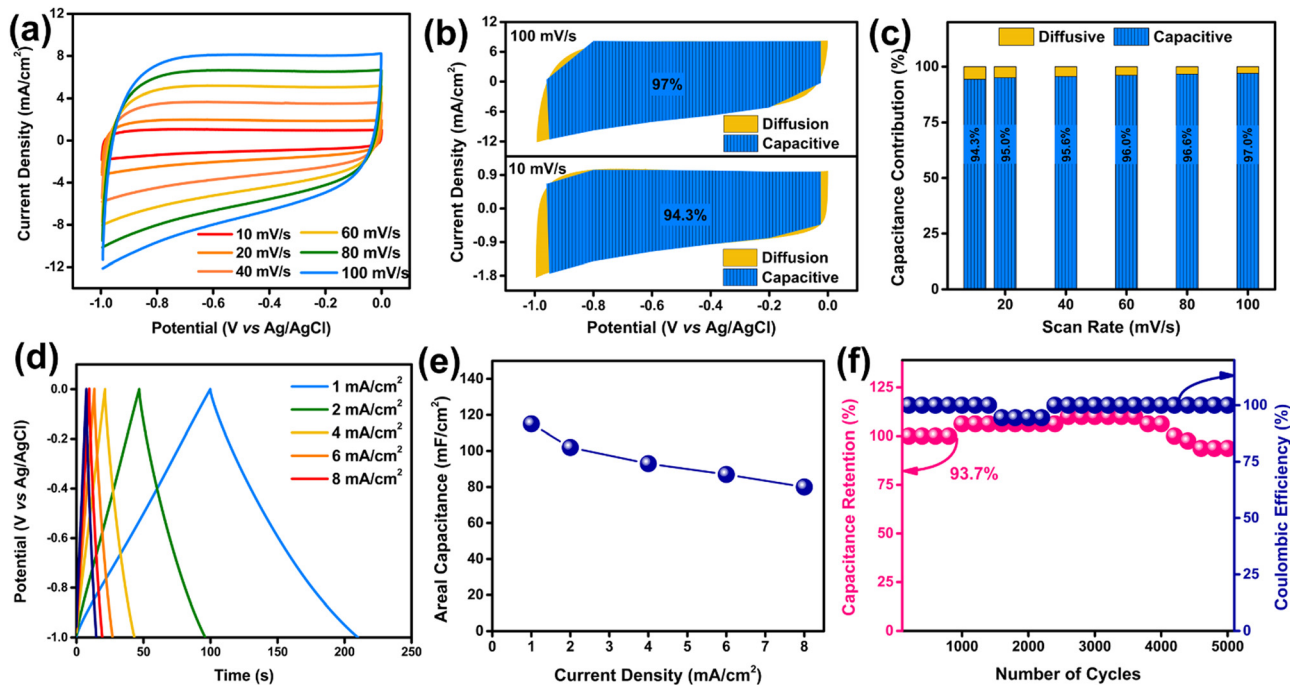 (a)
12
8
4
0
-4
-8
-12
Current Density (mA/cm²)
10 mV/s
20 mV/s
40 mV/s
60 mV/s
80 mV/s
100 mV/s
-1.0 -0.8 -0.6 -0.4 -0.2 0.0
Potential (V vs Ag/AgCl)
(b)
12
6
0
-6
-12
0.9
0.0
-0.9
-1.8
Current Density (mA/cm²)
100 mV/s
97%
Diffusion
Capacitive
10 mV/s
94.3%
Diffusion
Capacitive
-1.0 -0.8 -0.6 -0.4 -0.2 0.0
Potential (V vs Ag/AgCl)
(c)
Diffusive Capacitive
100
75
50
25
0
Capacitance Contribution (%)
94.3%
95.0%
95.6%
96.0%
96.6%
97.0%
20 40 60 80 100
Scan Rate (mV/s)
(d)
0.0
-0.2
-0.4
-0.6
-0.8
-1.0
Potential (V vs Ag/AgCl)
1 mA/cm²
2 mA/cm²
4 mA/cm²
6 mA/cm²
8 mA/cm²
0 50 100 150 200 250
Time (s)
(e)
140
120
100
80
60
40
20
0
Areal Capacitance (mF/cm²)
0 1 2 3 4 5 6 7 8
Current Density (mA/cm²)
(f)
125
100
75
50
25
0
Capacitance Retention (%)
93.7%
100
75
50
25
0
Coulombic Efficiency (%)
1000 2000 3000 4000 5000
Number of Cycles